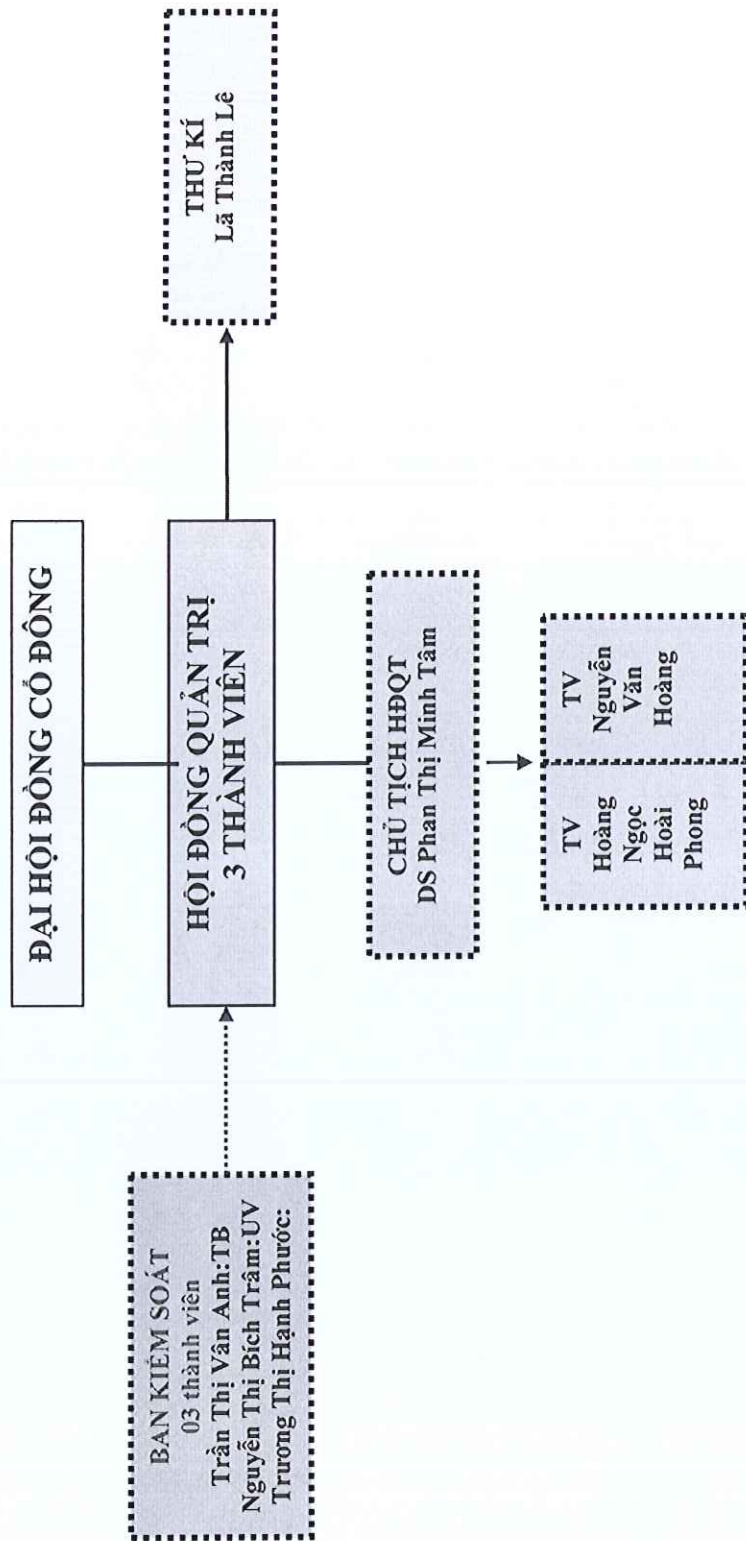 ĐẠI HỘI ĐỒNG CỔ ĐÔNG
BAN KIỂM SOÁT
03 thành viên
Trần Thị Vân Anh:TB
Nguyễn Thị Bích Trâm:UV
Trương Thị Hạnh Phước:
HỘI ĐỒNG QUẢN TRỊ
3 THÀNH VIÊN
THƯ KÍ
Lã Thành Lê
CHỦ TỊCH HĐQT
DS Phan Thị Minh Tâm
TV
Hoàng
Ngọc
Hoài
Phong
TV
Nguyễn
Văn
Hoàng